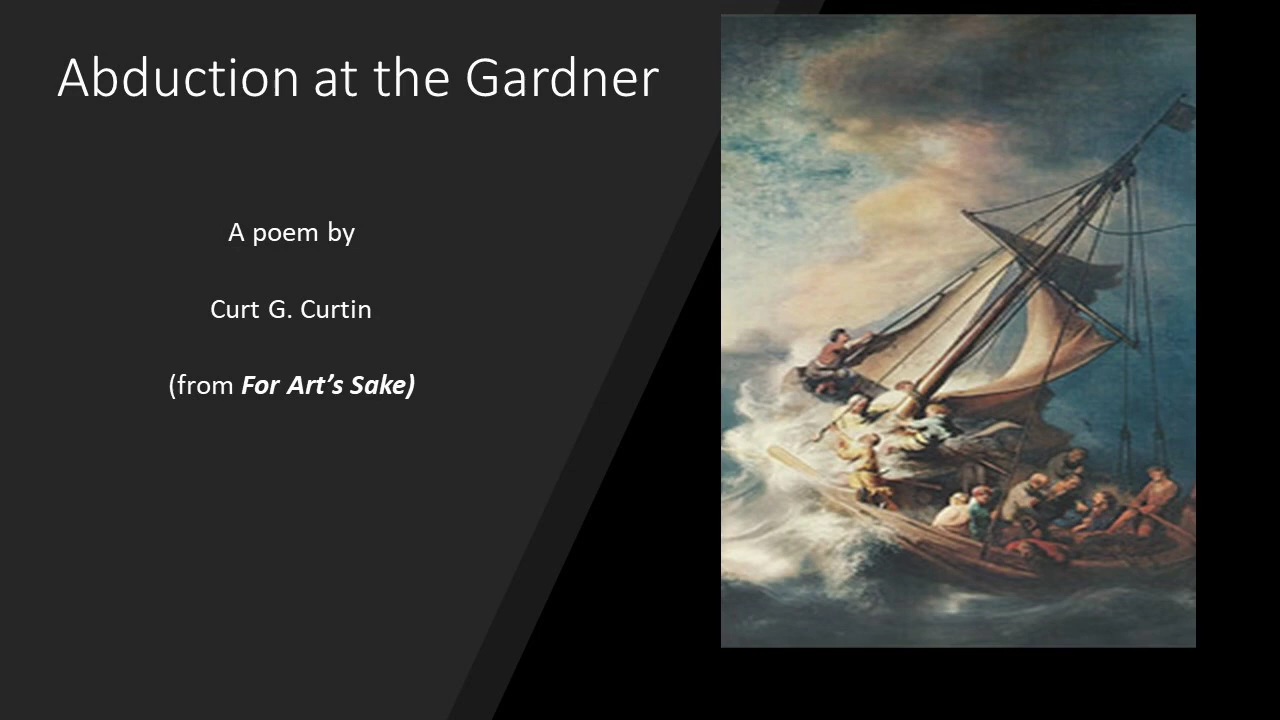 Abduction at the Gardner
A poem by
Curt G. Curtin
(from For Art’s Sake)